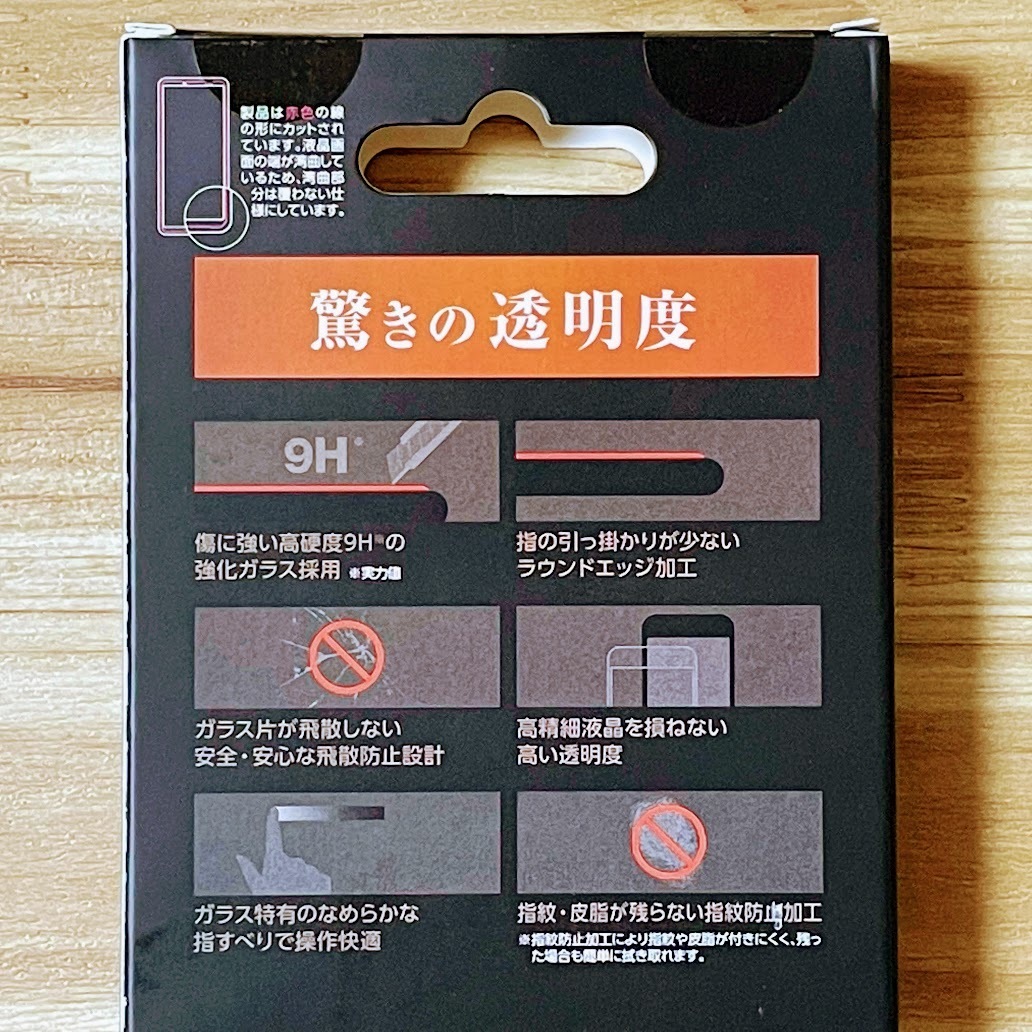 製品は赤色の線
の形にカットされ
ています。液晶画
面の端が湾曲して
いるため、湾曲部
分は覆わない仕
様にしています。
驚きの透明度
9H※
傷に強い高硬度9H※の
強化ガラス採用 ※実力値
指の引っ掛かりが少ない
ラウンドエッジ加工
ガラス片が飛散しない
安全・安心な飛散防止設計
高精細液晶を損ねない
高い透明度
ガラス特有のなめらかな
指すべりで操作快適
指紋・皮脂が残らない指紋防止加工
※指紋防止加工により指紋や皮脂が付きにくく、残っ
た場合も簡単に拭き取れます。